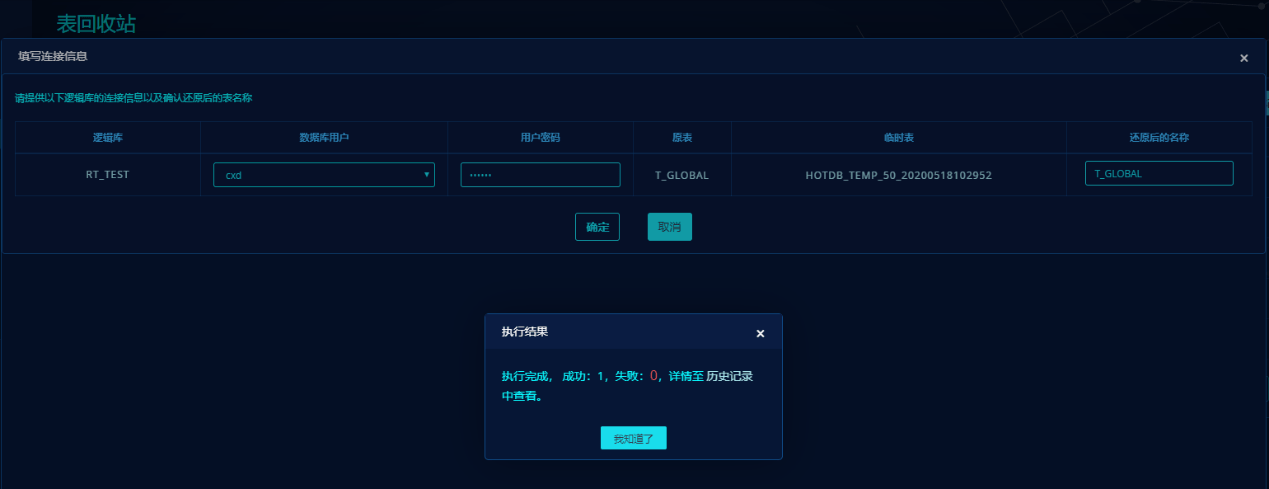 表回收站
填写连接信息
×
请提供以下逻辑库的连接信息以及确认还原后的表名称
逻辑库 数据库用户 用户密码 原表 临时表 还原后的名称
RT_TEST cxd •••••• T_GLOBAL HOTDB_TEMP_50_20200518102952 T_GLOBAL
确定 取消
执行结果 ×
执行完成， 成功：1，失败：0，详情至 历史记录
中查看。
我知道了